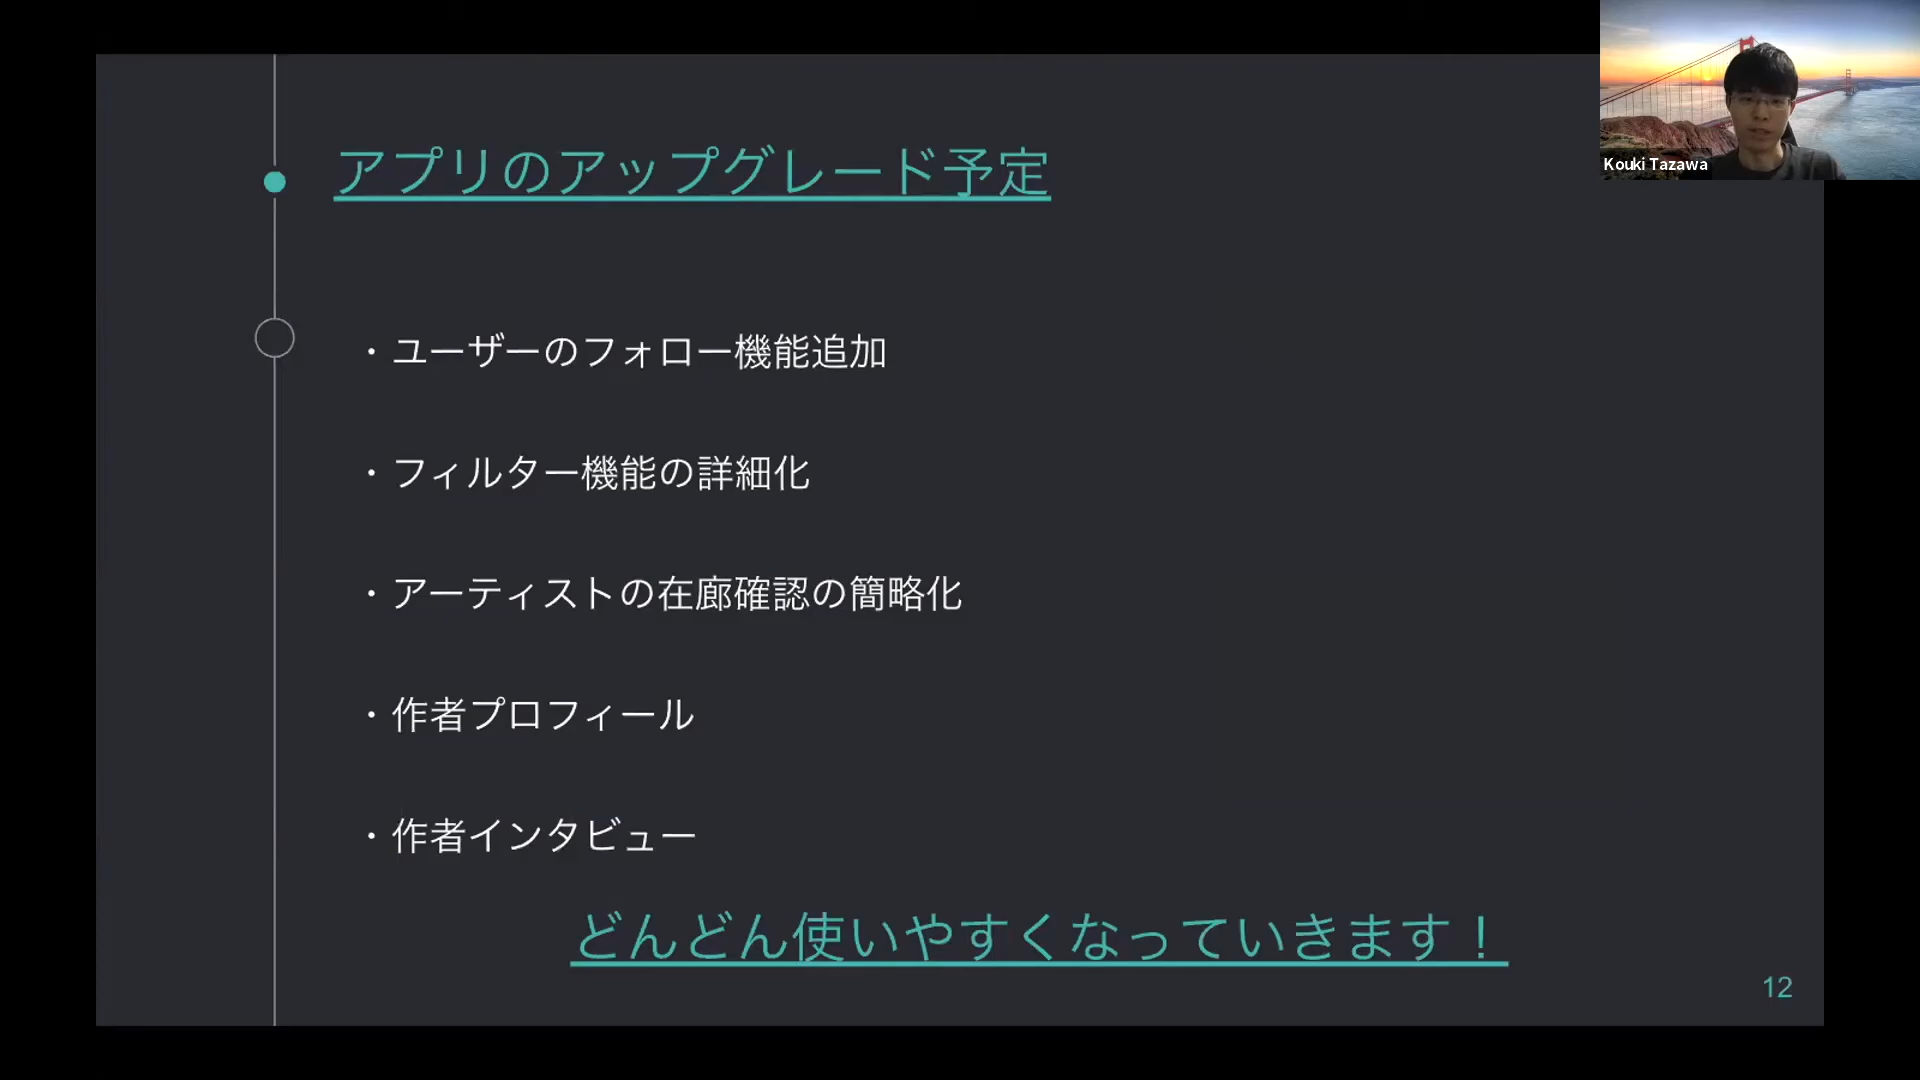 アプリのアップグレード予定
・ユーザーのフォロー機能追加
・フィルター機能の詳細化
・アーティストの在廊確認の簡略化
・作者プロフィール
・作者インタビュー
どんどん使いやすくなっていきます！
12
Kouki Tazawa